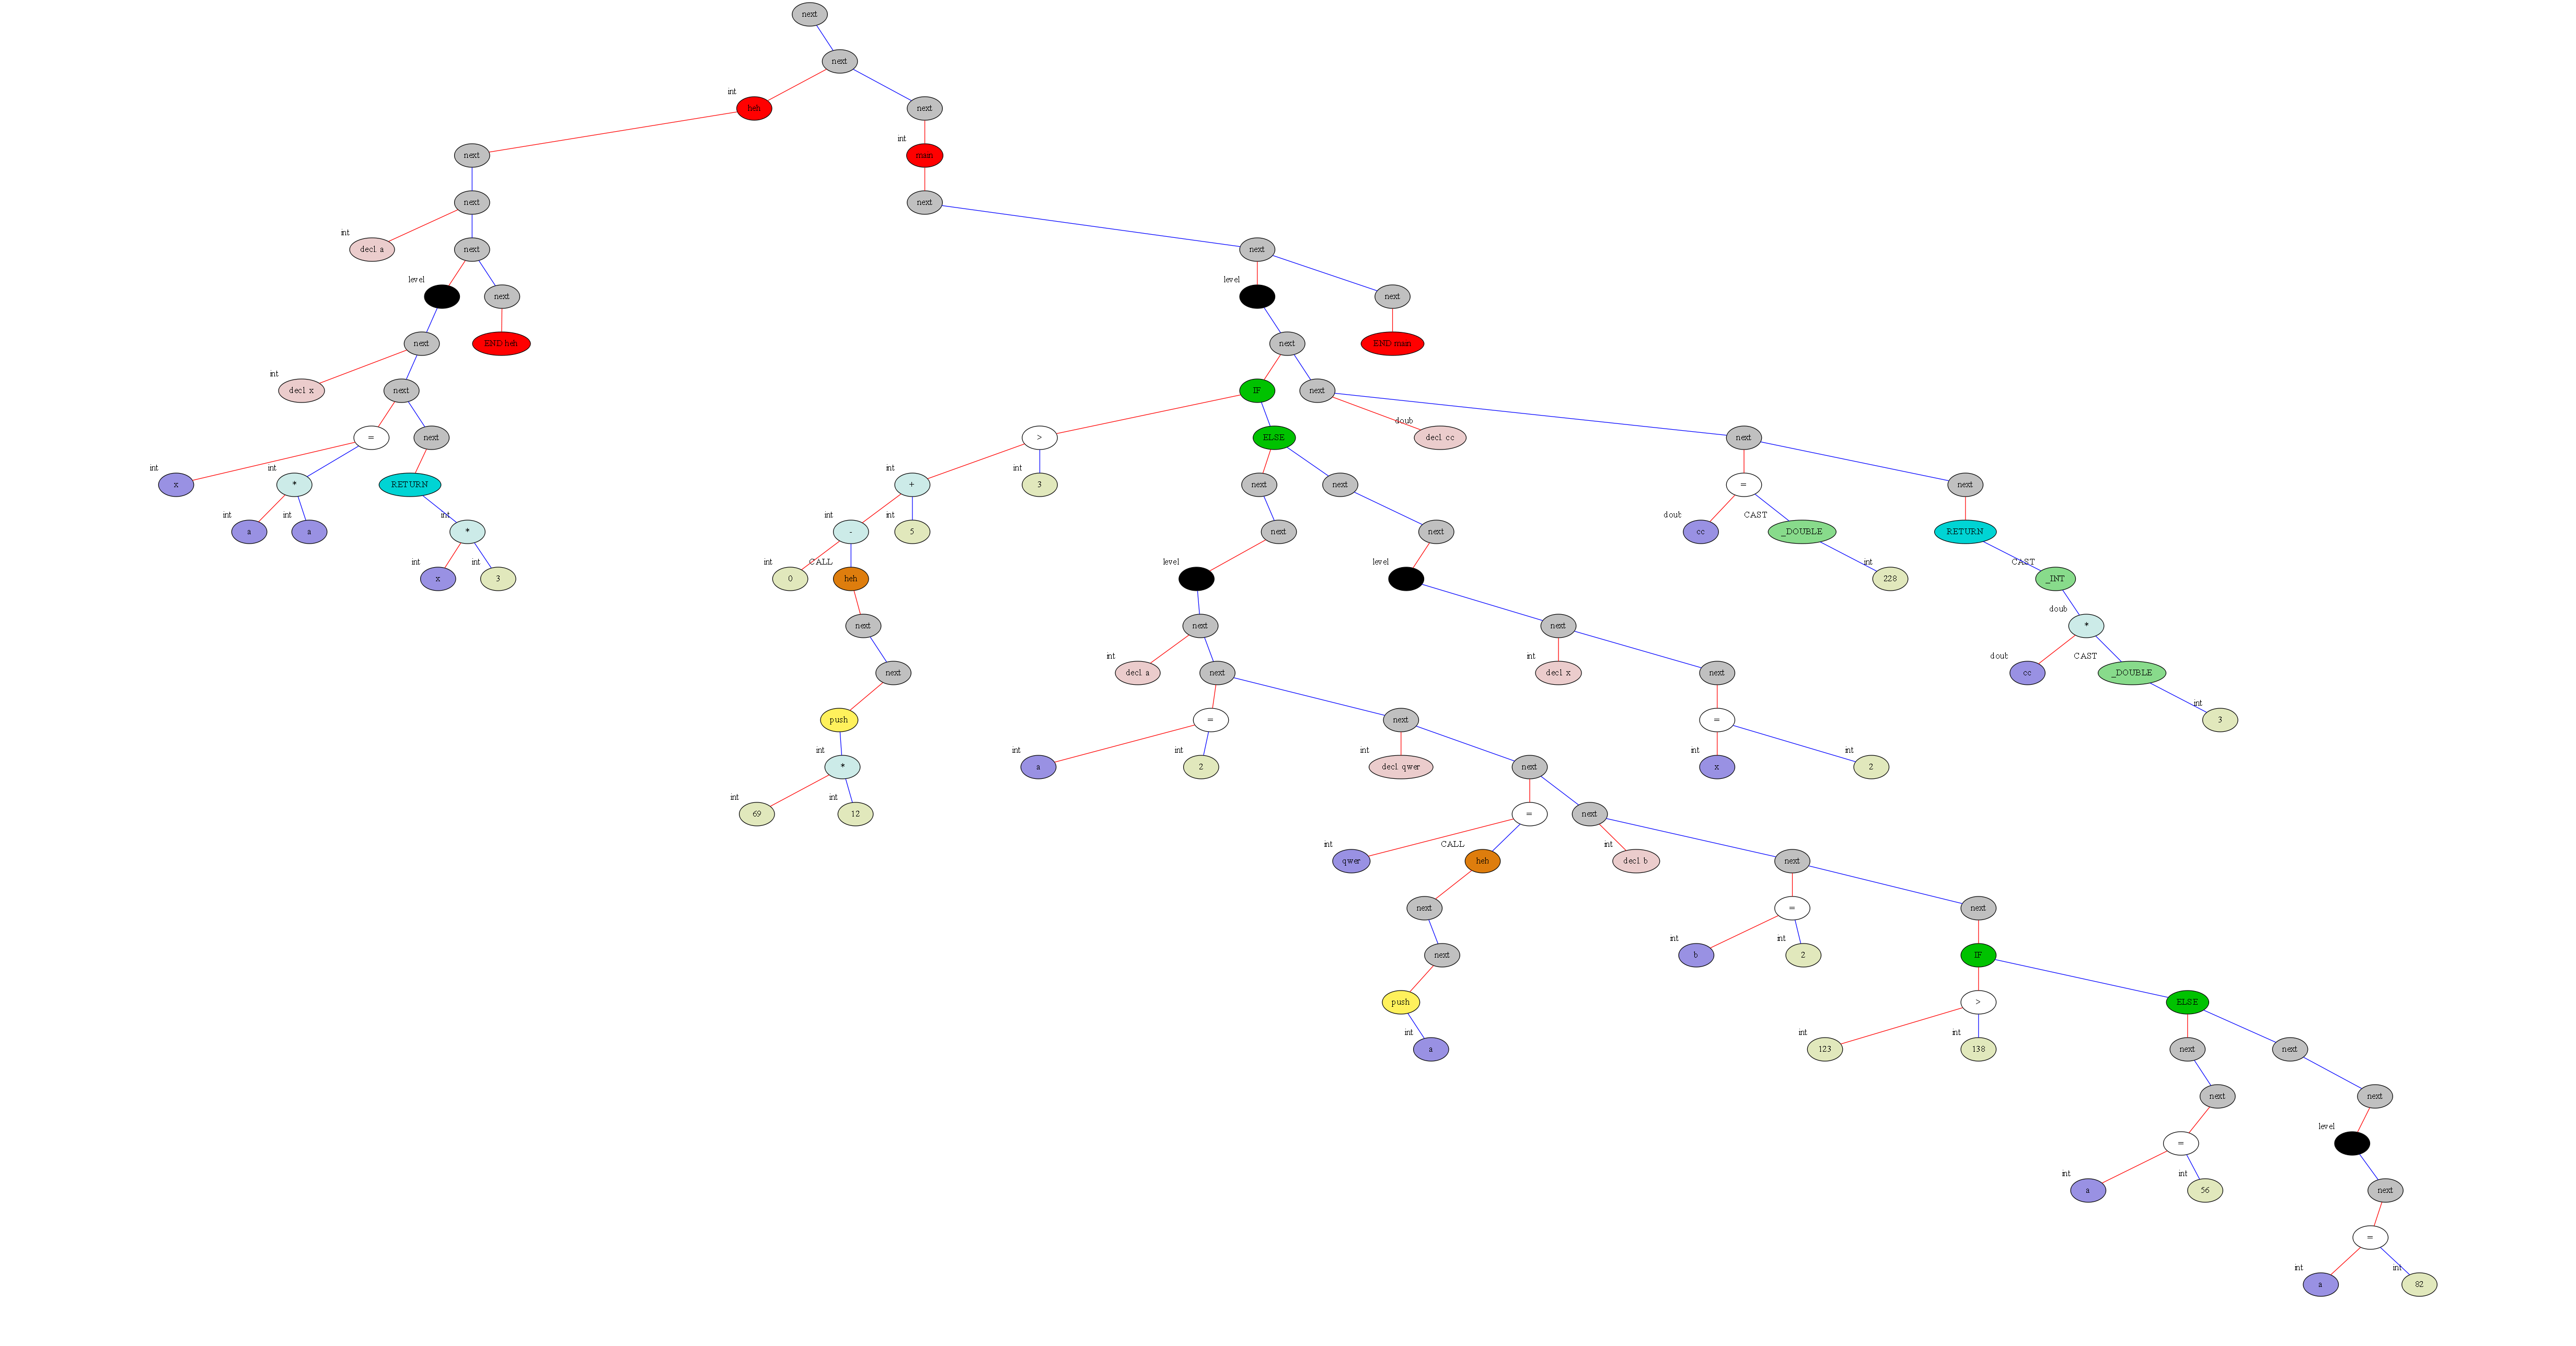 next
next
int
heh
next
int
next
main
next
next
int
decl a
next
next
level
level
next
next
next
END heh
next
END main
int
decl x
next
IF
next
=
next
>
ELSE
doub
decl cc
next
int
x
int
*
RETURN
int
+
int
3
next
next
=
next
int
a
int
a
int
*
int
-
int
5
next
next
doub
cc
CAST
_DOUBLE
RETURN
int
x
int
3
int
0
CALL
heh
level
level
int
228
CAST
_INT
next
next
next
doub
*
next
int
decl a
next
int
decl x
next
doub
cc
CAST
_DOUBLE
push
=
next
=
int
3
int
*
int
a
int
2
int
decl qwer
next
int
x
int
2
int
69
int
12
=
next
int
qwer
CALL
heh
int
decl b
next
next
=
next
next
int
b
int
2
IF
push
>
ELSE
int
a
int
123
int
138
next
next
next
next
=
level
int
a
int
56
next
=
int
a
int
82